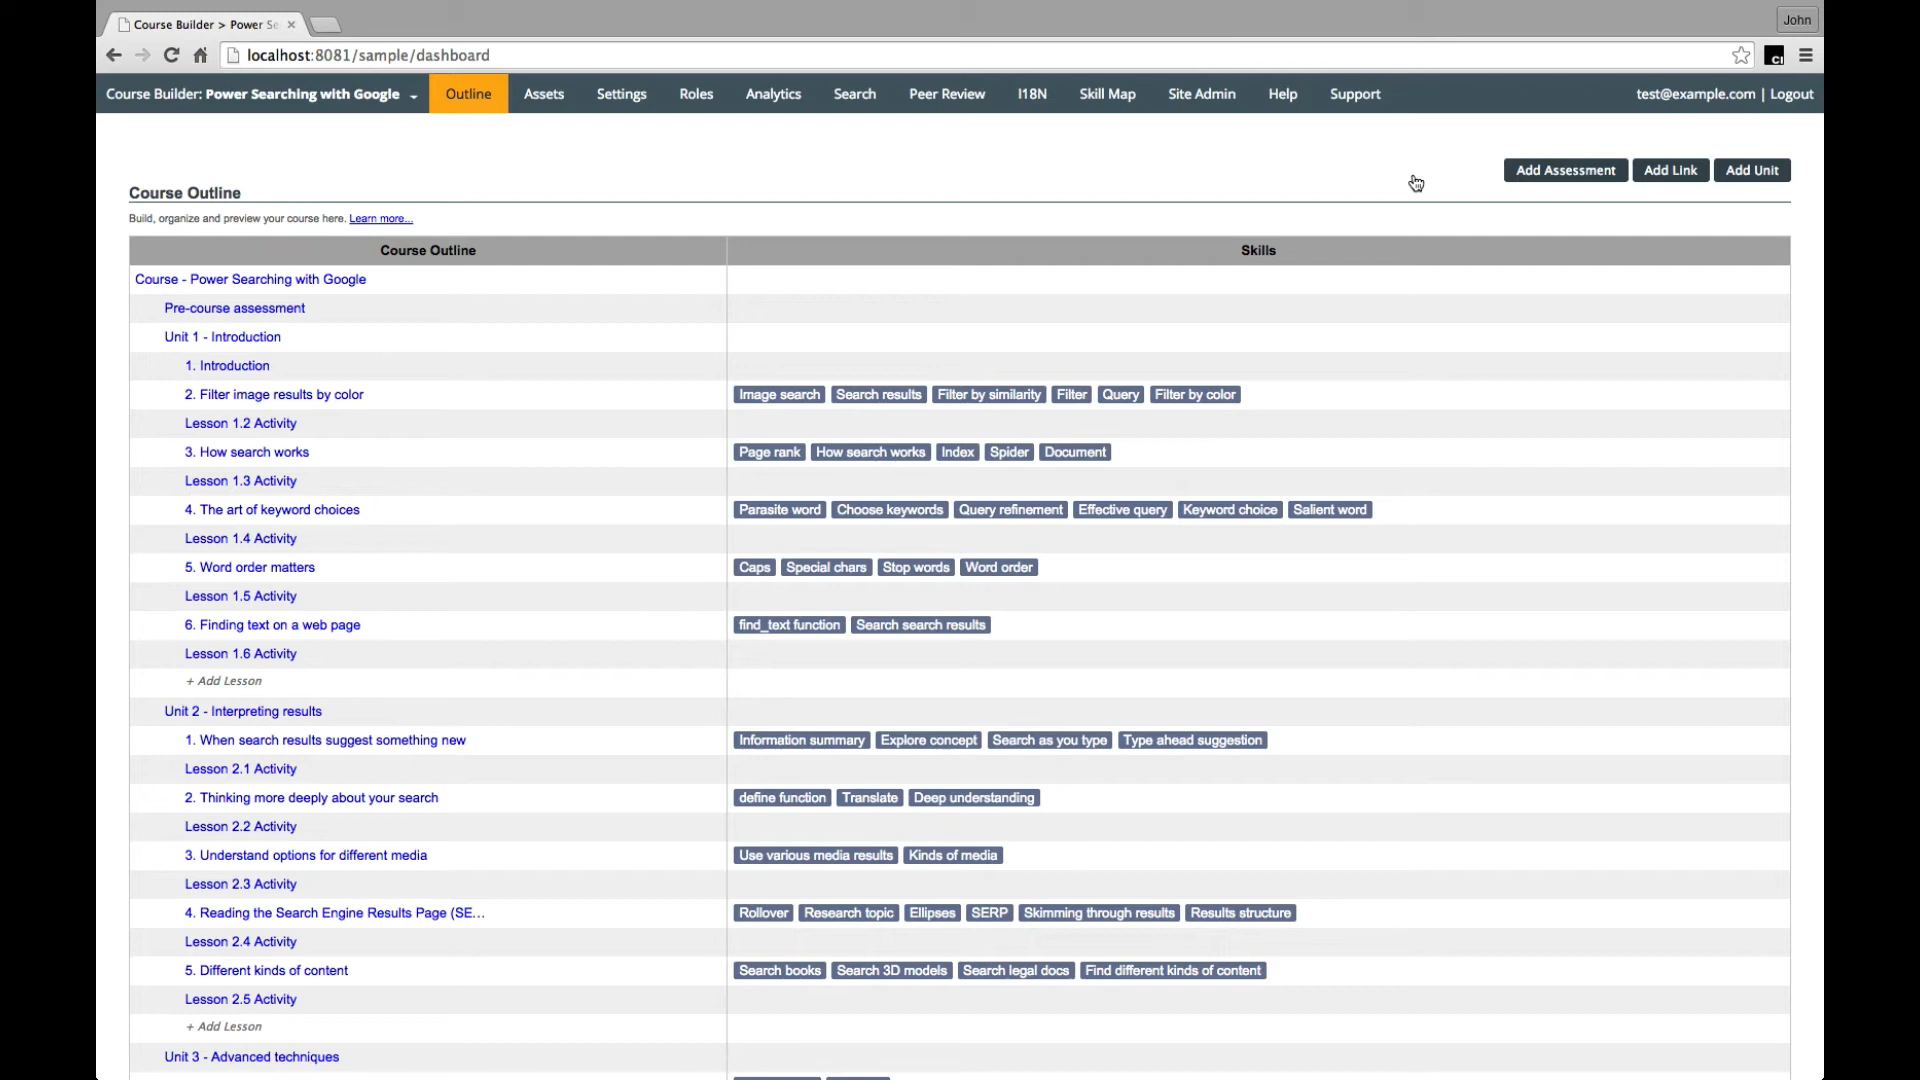 Course Builder > Power Se
John
localhost:8081/sample/dashboard
Course Builder: Power Searching with Google Outline Assets Settings Roles Analytics Search Peer Review I18N Skill Map Site Admin Help Support test@example.com | Logout
Add Assessment Add Link Add Unit
Course Outline
Build, organize and preview your course here. Learn more...
Course Outline Skills
Course - Power Searching with Google
Pre-course assessment
Unit 1 - Introduction
1. Introduction
2. Filter image results by color Image search Search results Filter by similarity Filter Query Filter by color
Lesson 1.2 Activity
3. How search works Page rank How search works Index Spider Document
Lesson 1.3 Activity
4. The art of keyword choices Parasite word Choose keywords Query refinement Effective query Keyword choice Salient word
Lesson 1.4 Activity
5. Word order matters Caps Special chars Stop words Word order
Lesson 1.5 Activity
6. Finding text on a web page find_text function Search search results
Lesson 1.6 Activity
+ Add Lesson
Unit 2 - Interpreting results
1. When search results suggest something new Information summary Explore concept Search as you type Type ahead suggestion
Lesson 2.1 Activity
2. Thinking more deeply about your search define function Translate Deep understanding
Lesson 2.2 Activity
3. Understand options for different media Use various media results Kinds of media
Lesson 2.3 Activity
4. Reading the Search Engine Results Page (SE... Rollover Research topic Ellipses SERP Skimming through results Results structure
Lesson 2.4 Activity
5. Different kinds of content Search books Search 3D models Search legal docs Find different kinds of content
Lesson 2.5 Activity
+ Add Lesson
Unit 3 - Advanced techniques